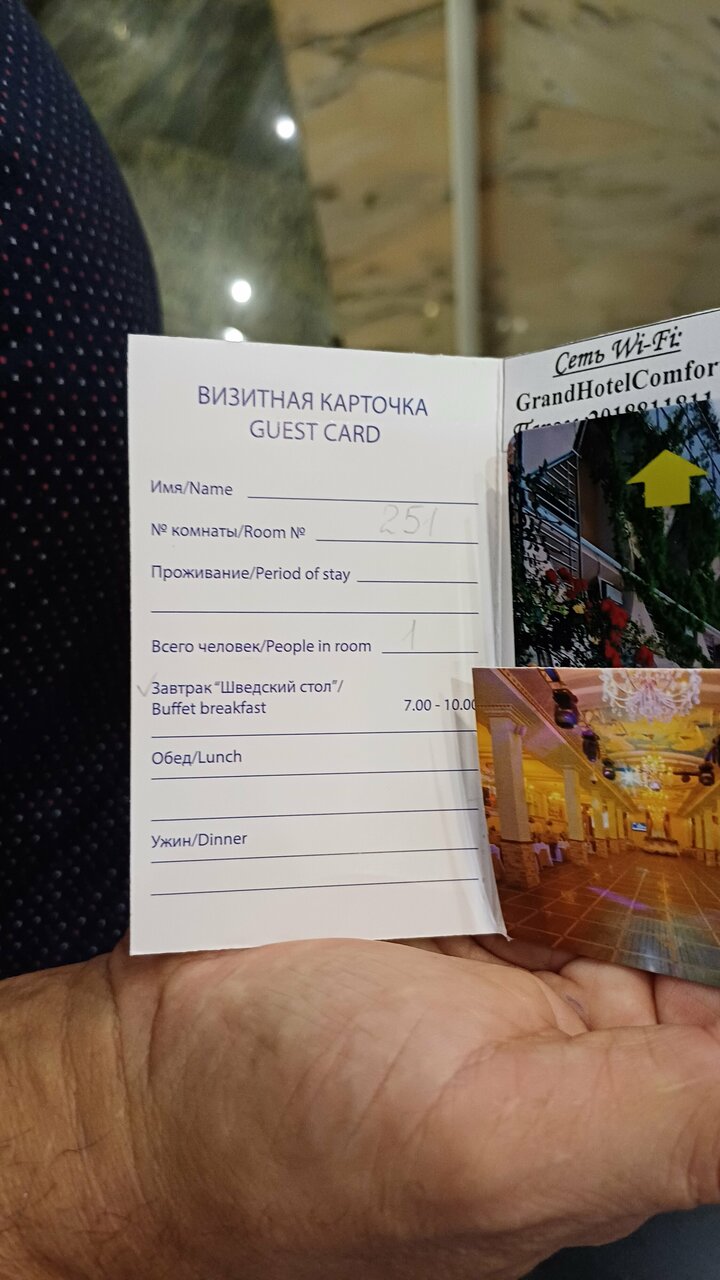 ВИЗИТНАЯ КАРТОЧКА
GUEST CARD
Имя/Name
№ комнаты/Room № 251
Проживание/Period of stay
Всего человек/People in room 1
Завтрак “Шведский стол”/
Buffet breakfast 7.00 - 10.00
Обед/Lunch
Ужин/Dinner
Сеть Wi-Fi:
GrandHotelComfor